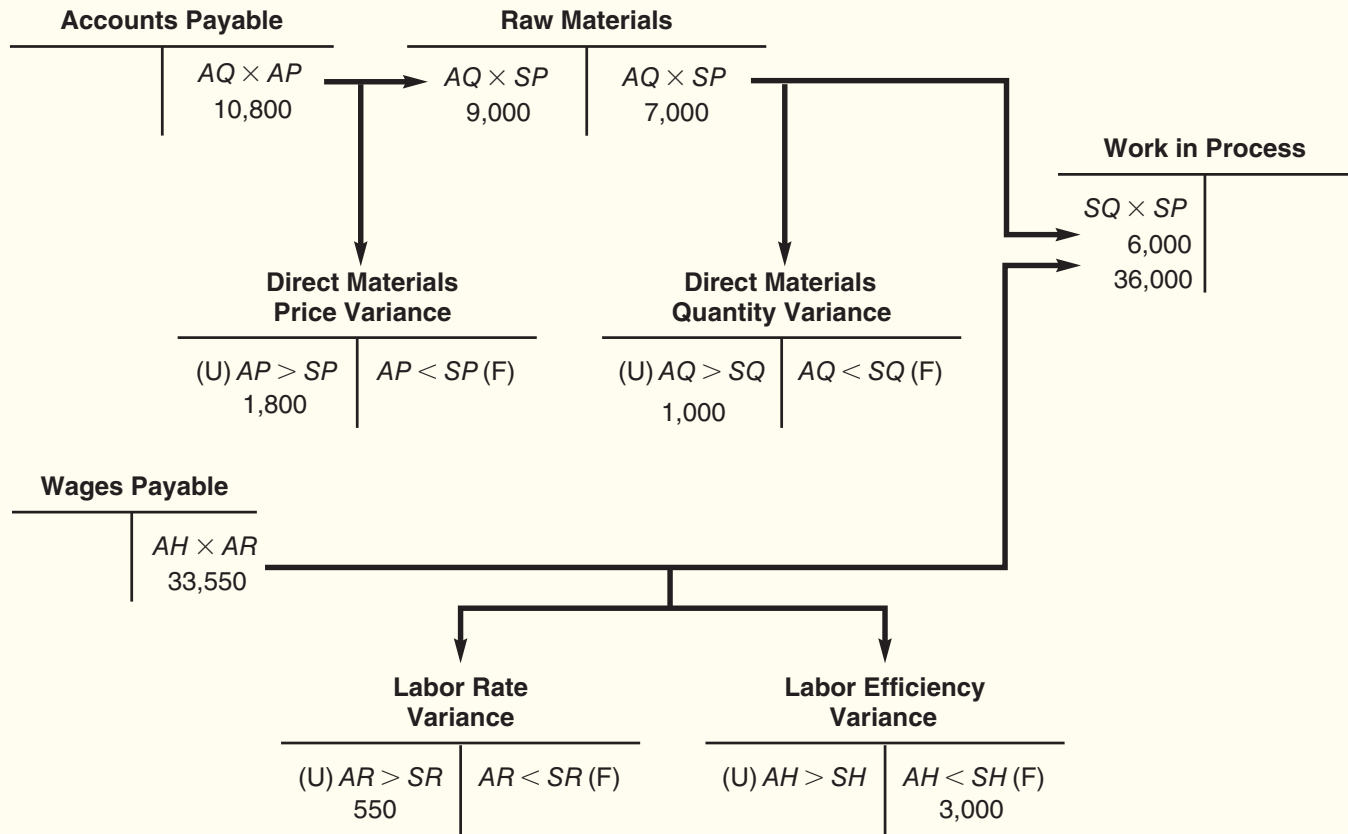 Accounts Payable
AQ × AP
10,800
Raw Materials
AQ × SP
9,000
AQ × SP
7,000
Work in Process
SQ × SP
6,000
36,000
Direct Materials
Price Variance
(U) AP > SP
1,800
AP < SP (F)
Direct Materials
Quantity Variance
(U) AQ > SQ
1,000
AQ < SQ (F)
Wages Payable
AH × AR
33,550
Labor Rate
Variance
(U) AR > SR
550
AR < SR (F)
Labor Efficiency
Variance
(U) AH > SH
AH < SH (F)
3,000